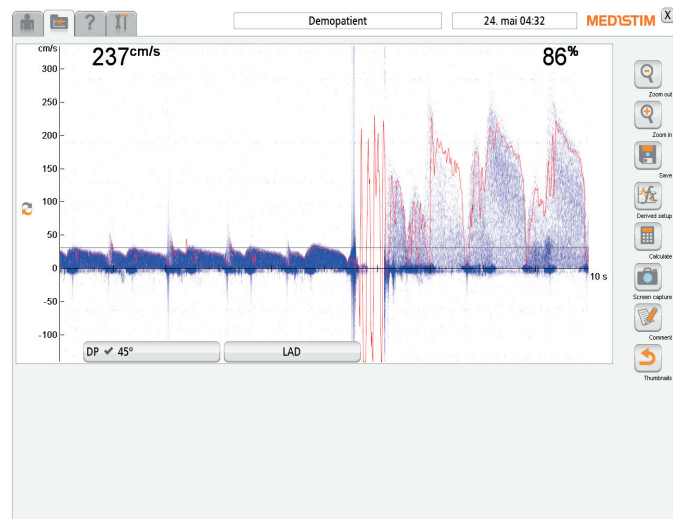 ?
Demopatient
24. mai 04:32
MEDISTIM
X
cm/s
237cm/s
86%
300
250
200
150
100
50
0
-50
-100
10 s
DP ✔ 45°
LAD
Zoom out
Zoom in
Save
fx
Derived setup
Calculate
Screen capture
Comment
Thumbnails